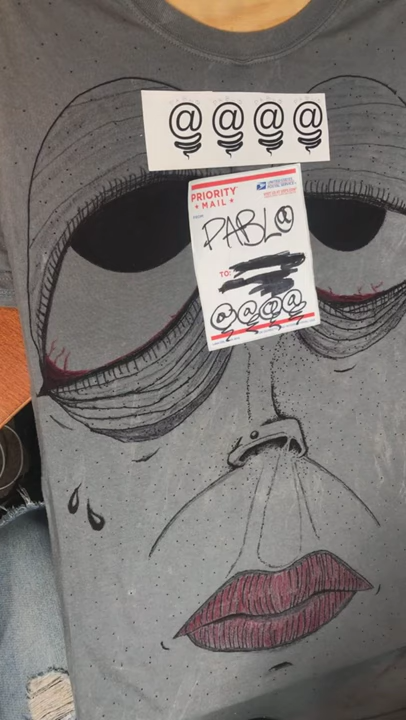 @ @ @ @
PRIORITY
★ MAIL ★
UNITED STATES
POSTAL SERVICE®
FROM:
PABL@
TO:
@ @ @ @